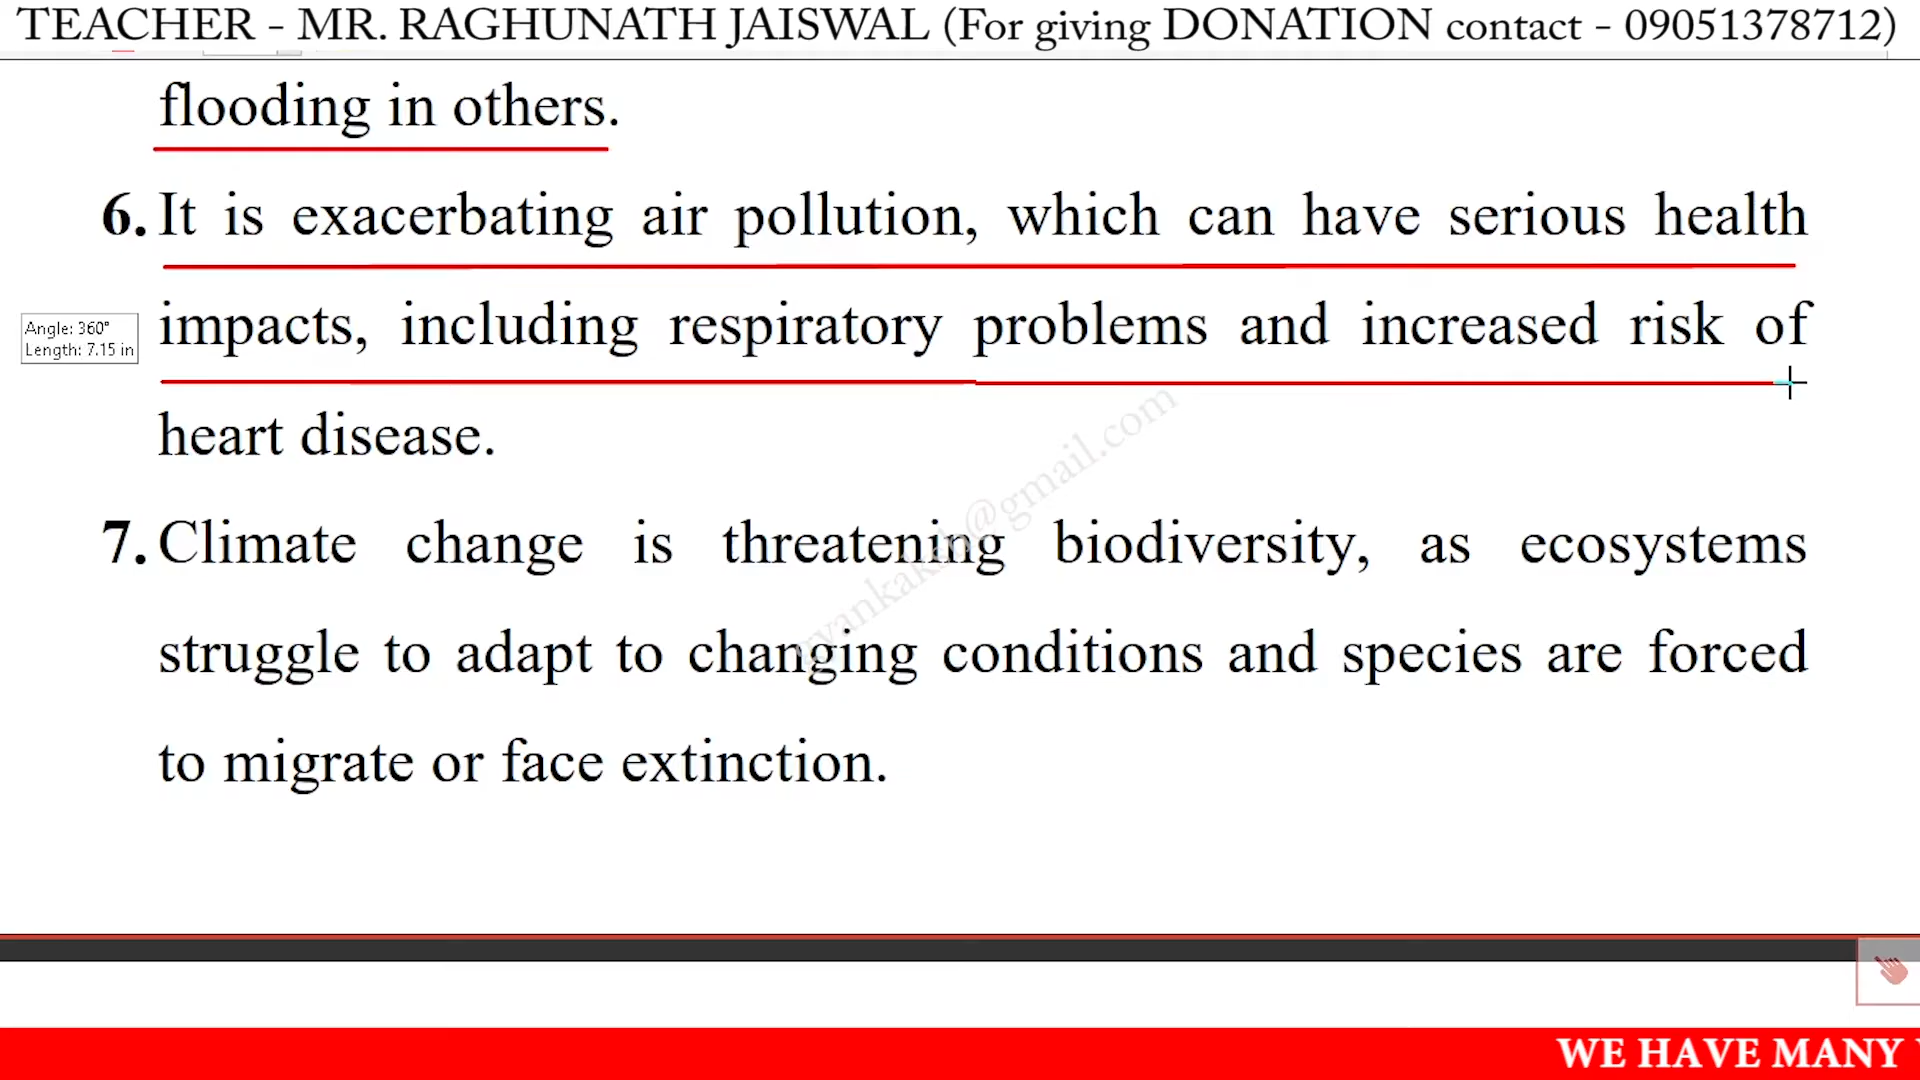 TEACHER - MR. RAGHUNATH JAISWAL (For giving DONATION contact - 09051378712)
flooding in others.
6. It is exacerbating air pollution, which can have serious health
Angle: 360°
Length: 7.15 in
impacts, including respiratory problems and increased risk of
heart disease.
gyankaksh@gmail.com
7. Climate change is threatening biodiversity, as ecosystems
struggle to adapt to changing conditions and species are forced
to migrate or face extinction.
WE HAVE MANY